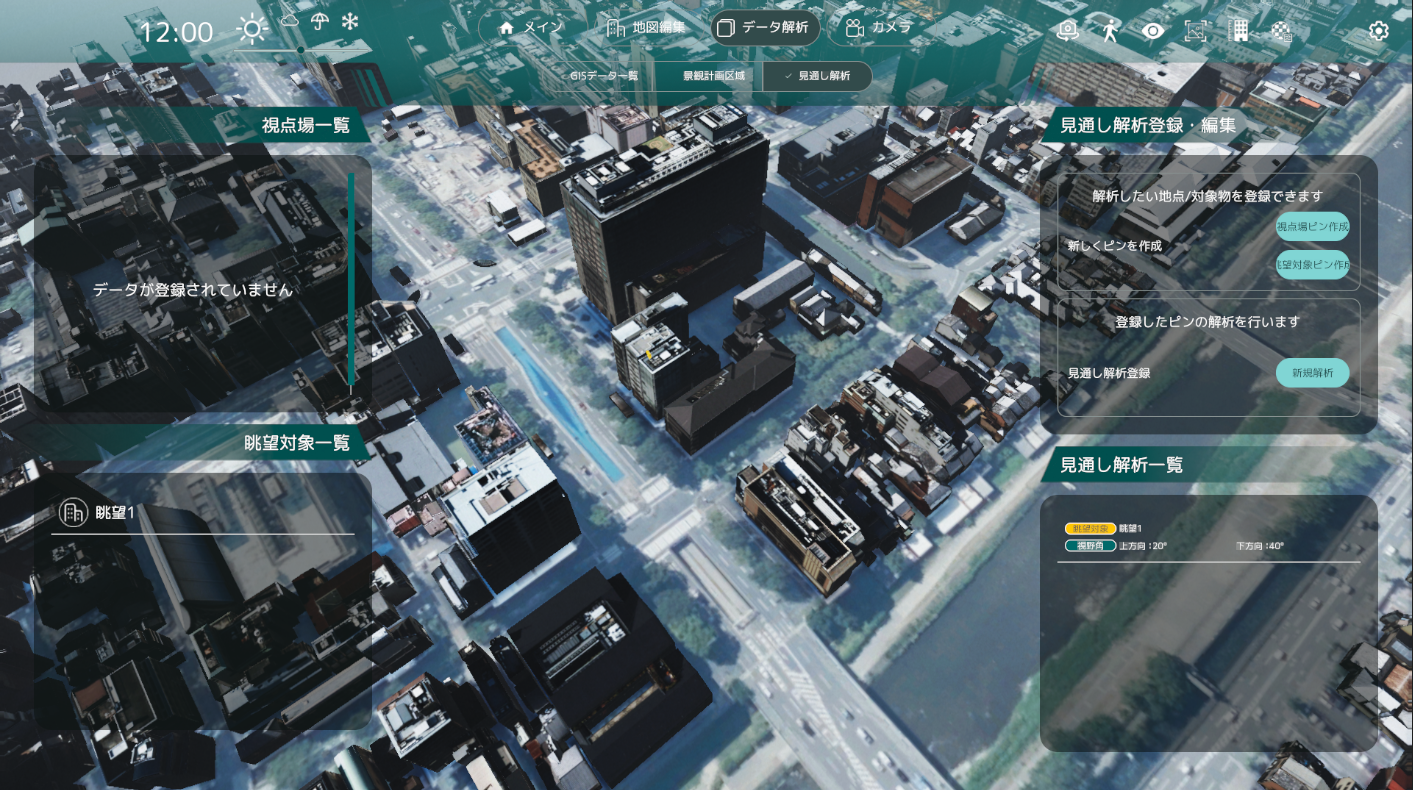 12:00
メイン
地図編集
データ解析
カメラ
GISデータ一覧
景観計画区域
見通し解析
視点場一覧
データが登録されていません
眺望対象一覧
眺望1
見通し解析登録・編集
解析したい地点/対象物を登録できます
新しくピンを作成
視点場ピン作成
眺望対象ピン作成
登録したピンの解析を行います
見通し解析登録
新規解析
見通し解析一覧
眺望対象 眺望1
視野角 上方向:20° 下方向:40°